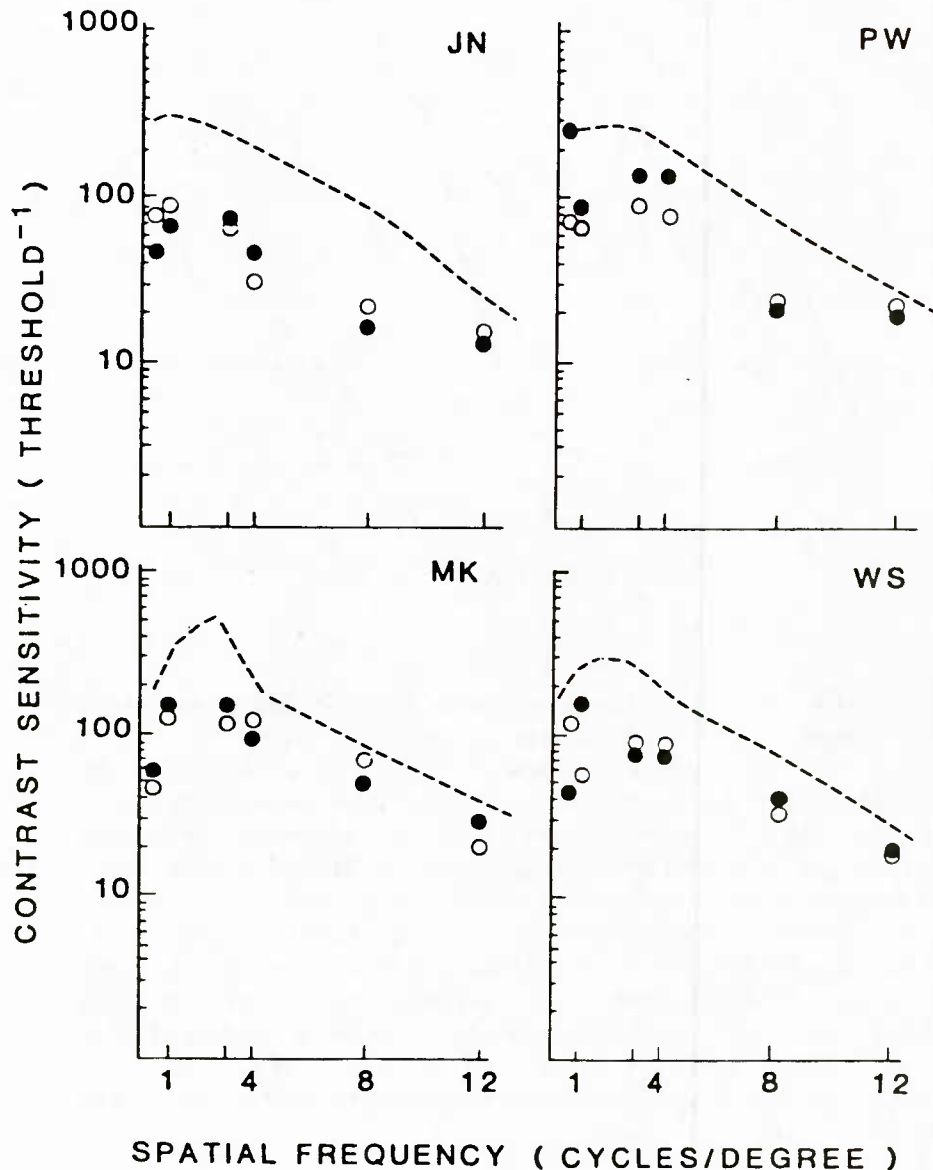 1000
JN
PW
100
10
1000
MK
WS
100
10
1 4 8 12
1 4 8 12
CONTRAST SENSITIVITY ( THRESHOLD⁻¹ )
SPATIAL FREQUENCY ( CYCLES/DEGREE )